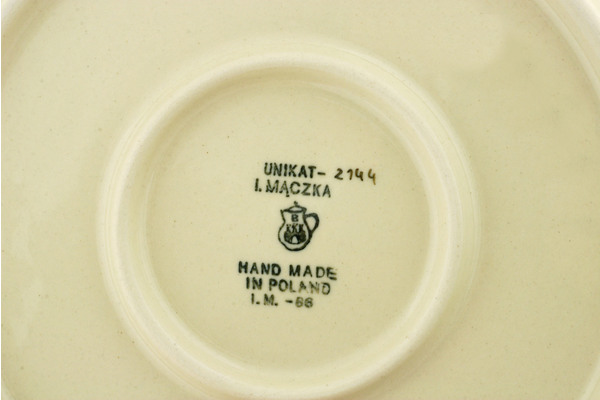 UNIKAT- 2144
I. MĄCZKA
B
HAND MADE
IN POLAND
I.M. -86